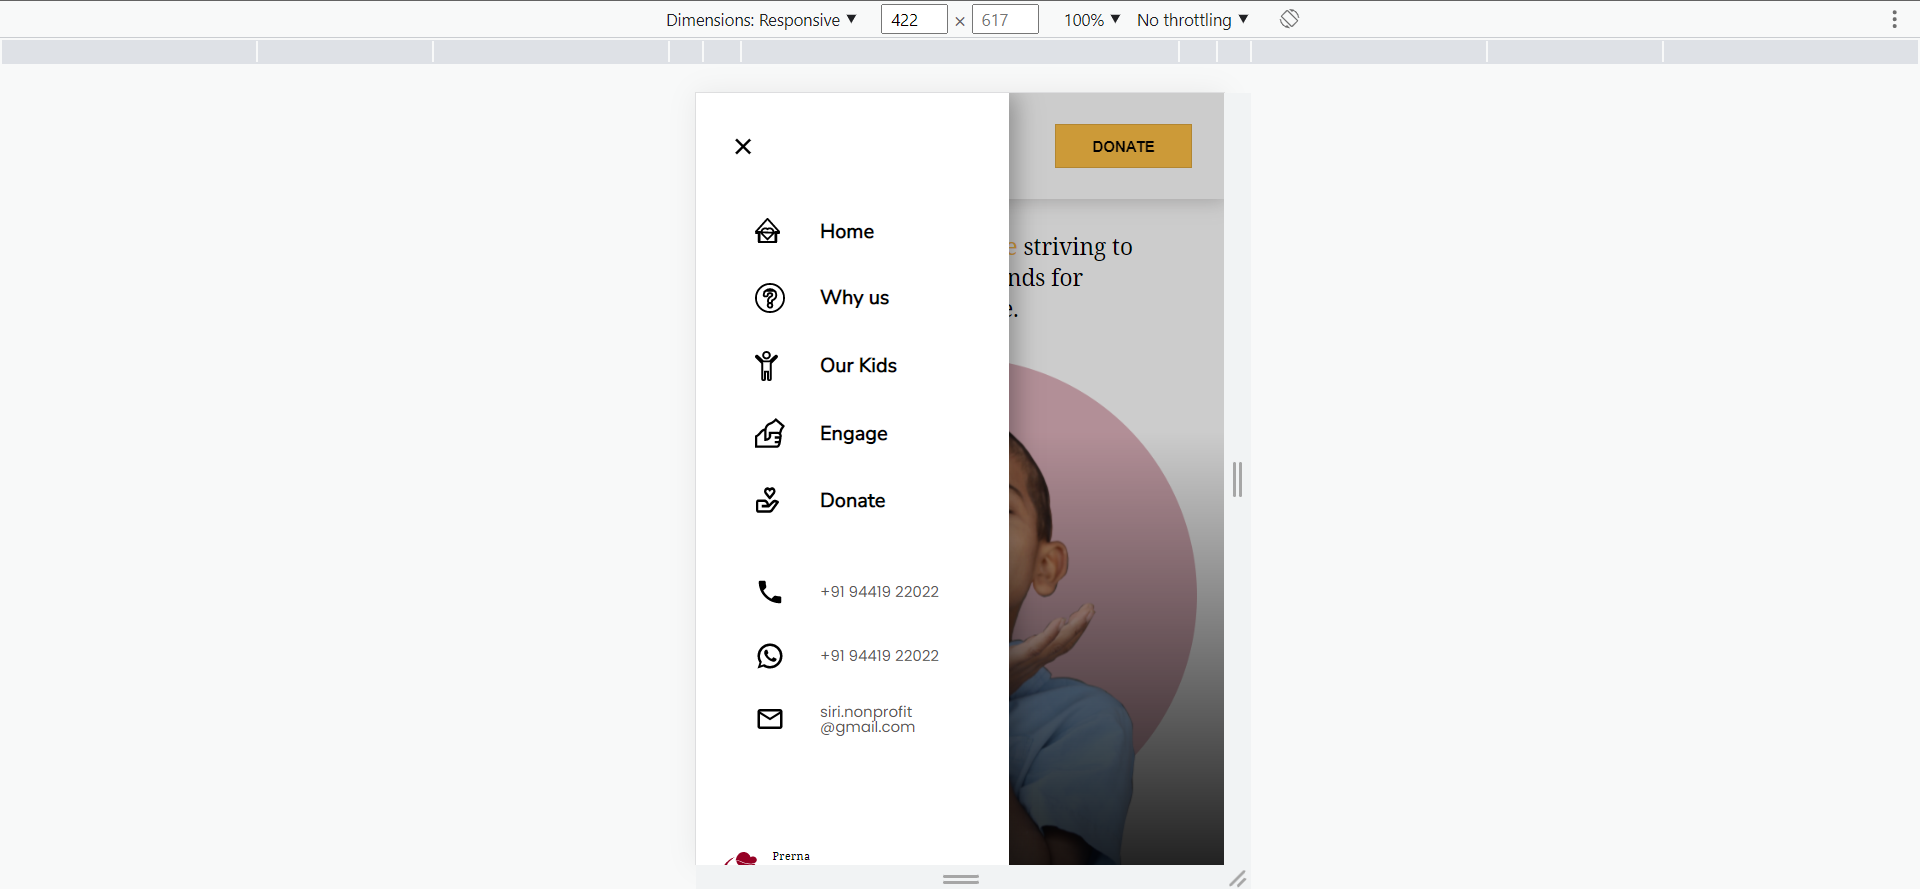 Dimensions: Responsive ▼ 422 × 617 100% ▼ No throttling ▼
DONATE
Home
e striving to
nds for
Why us
e.
Our Kids
Engage
Donate
+91 94419 22022
+91 94419 22022
siri.nonprofit
@gmail.com
Prerna